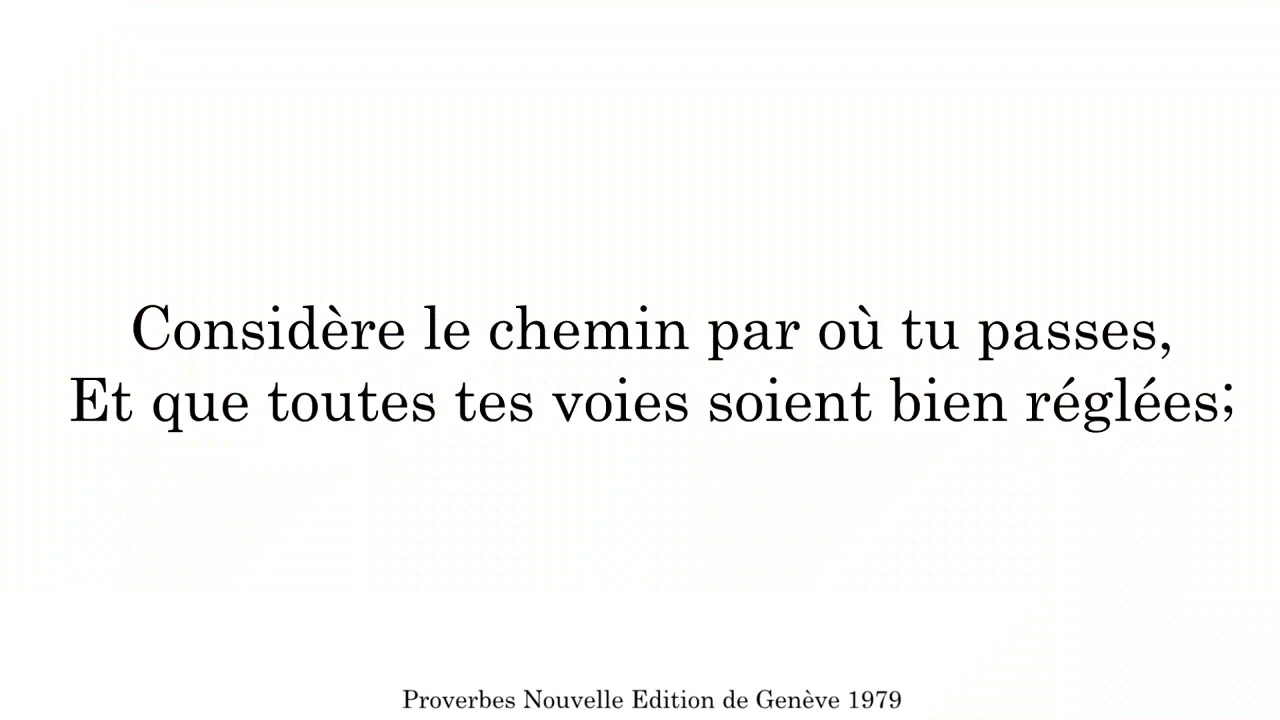 Considère le chemin par où tu passes,
Et que toutes tes voies soient bien réglées;
Proverbes Nouvelle Edition de Genève 1979